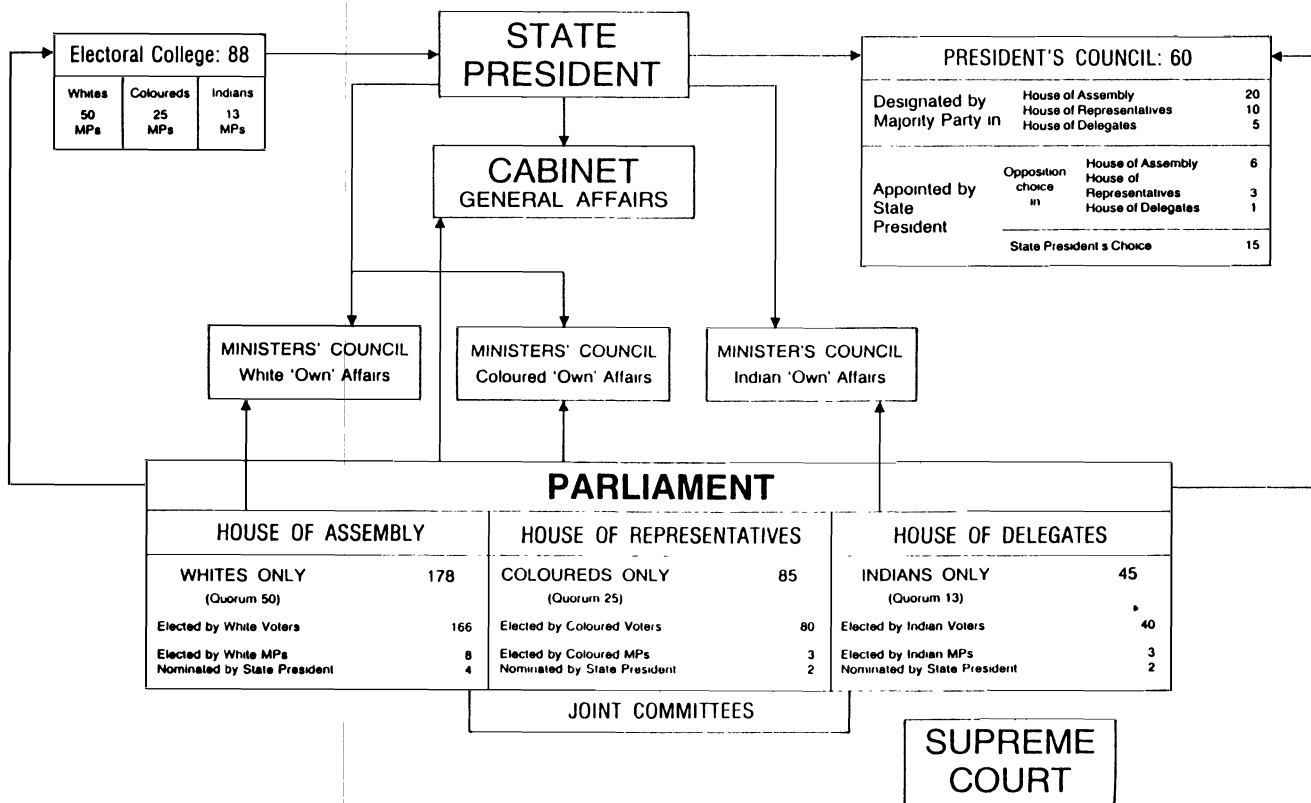 Electoral College: 88
Whites Coloureds Indians
50 25 13
MPs MPs MPs
STATE
PRESIDENT
PRESIDENT'S COUNCIL: 60
Designated by
Majority Party in
House of Assembly 20
House of Representatives 10
House of Delegates 5
Appointed by
State
President
Opposition
choice
in
House of Assembly 6
House of
Representatives 3
House of Delegates 1
State President s Choice 15
CABINET
GENERAL AFFAIRS
MINISTERS' COUNCIL
White 'Own' Affairs
MINISTERS' COUNCIL
Coloured 'Own' Affairs
MINISTER'S COUNCIL
Indian 'Own' Affairs
PARLIAMENT
HOUSE OF ASSEMBLY
WHITES ONLY 178
(Quorum 50)
Elected by White Voters 166
Elected by White MPs 8
Nominated by State President 4
HOUSE OF REPRESENTATIVES
COLOUREDS ONLY 85
(Quorum 25)
Elected by Coloured Voters 80
Elected by Coloured MPs 3
Nominated by State President 2
HOUSE OF DELEGATES
INDIANS ONLY 45
(Quorum 13)
Elected by Indian Voters 40
Elected by Indian MPs 3
Nominated by State President 2
JOINT COMMITTEES
SUPREME
COURT